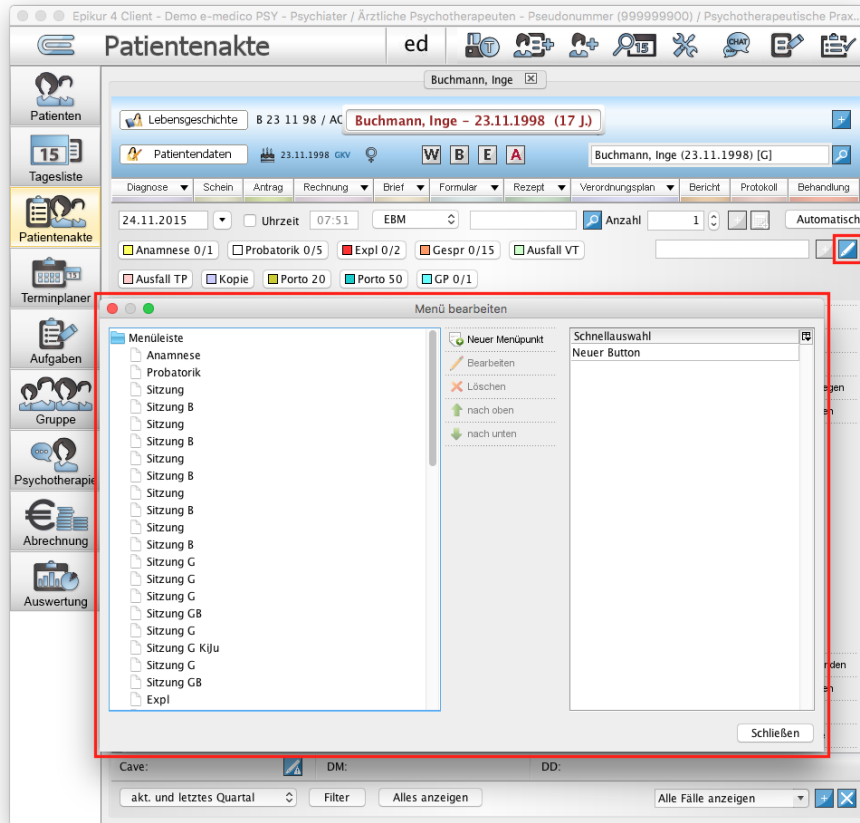 Epikur 4 Client - Demo e-medico PSY - Psychiater / Ärztliche Psychotherapeuten - Pseudonummer (999999900) / Psychotherapeutische Prax...
Patientenakte ed T 15 CHAT
Buchmann, Inge
Patienten
Lebensgeschichte B 23 11 98 / AC Buchmann, Inge - 23.11.1998 (17 J.)
15
Patientendaten 23.11.1998 GKV W B E A Buchmann, Inge (23.11.1998) [G]
Tagesliste
Diagnose Schein Antrag Rechnung Brief Formular Rezept Verordnungsplan Bericht Protokoll Behandlung
24.11.2015 Uhrzeit 07:51 EBM Anzahl 1 Automatisch
Patientenakte
Anamnese 0/1 Probatorik 0/5 Expl 0/2 Gespr 0/15 Ausfall VT
Ausfall TP Kopie Porto 20 Porto 50 GP 0/1
15
Terminplaner
Menü bearbeiten
Menüleiste
Anamnese
Probatorik
Sitzung
Sitzung B
Sitzung
Sitzung B
Sitzung
Sitzung B
Sitzung
Sitzung B
Sitzung
Sitzung B
Sitzung G
Sitzung G
Sitzung G
Sitzung GB
Sitzung G
Sitzung G KiJu
Sitzung G
Sitzung GB
Expl
Neuer Menüpunkt
Bearbeiten
Löschen
nach oben
nach unten
Schnellauswahl
Neuer Button
Schließen
Aufgaben
Gruppe
Psychotherapie
Abrechnung
Auswertung
Cave: DM: DD:
akt. und letztes Quartal Filter Alles anzeigen Alle Fälle anzeigen